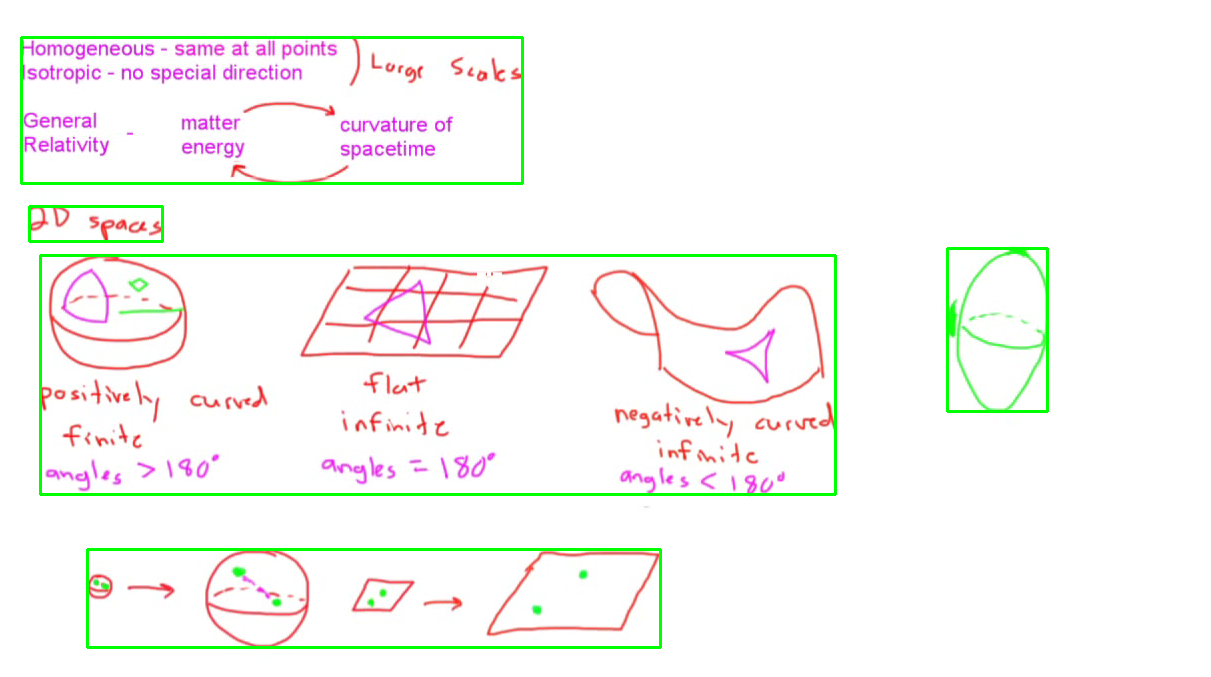 Homogeneous - same at all points
Isotropic - no special direction
) Large Scales
General Relativity - matter energy curvature of spacetime
2D spaces
positively curved
finite
angles > 180°
flat
infinite
angles = 180°
negatively curved
infinite
angles < 180°